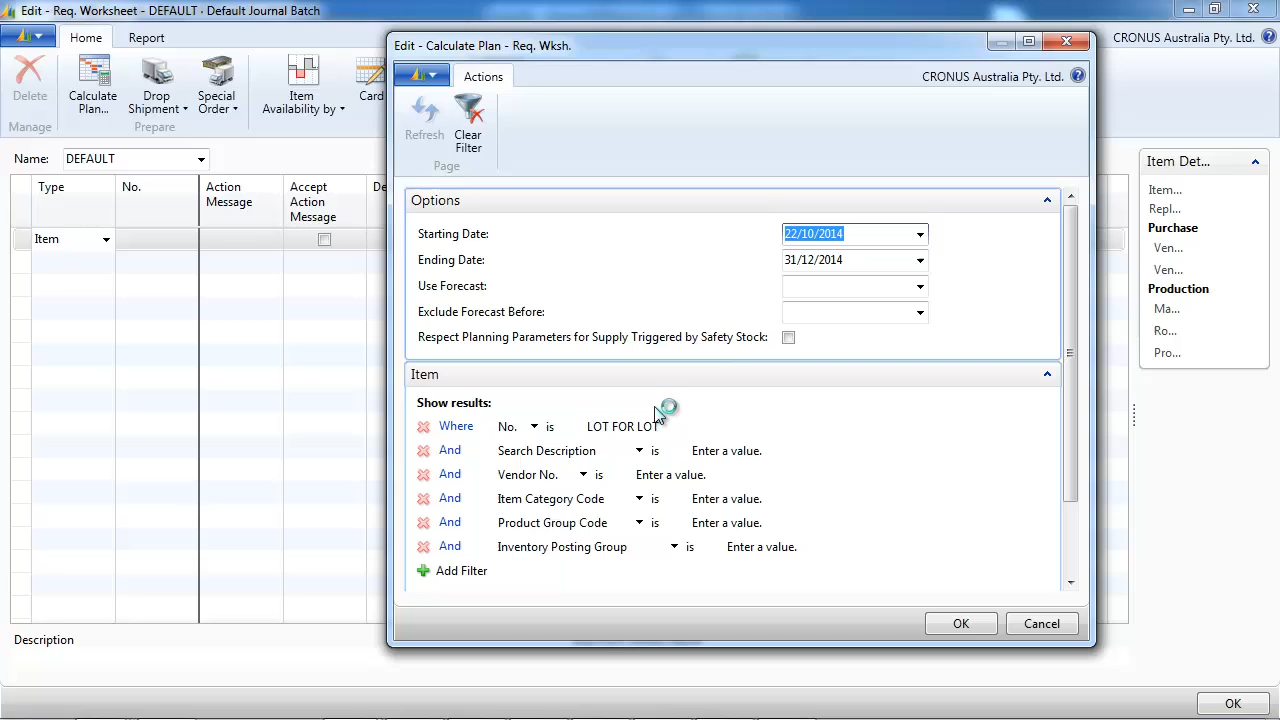 Edit - Req. Worksheet - DEFAULT · Default Journal Batch
Home Report
CRONUS Australia Pty. Ltd.
Delete
Calculate Plan...
Drop Shipment
Special Order
Item Availability by
Card
Manage
Prepare
Name: DEFAULT
Type No. Action Message Accept Action Message De
Item
Description
Item Det...
Item...
Repl...
Purchase
Ven...
Ven...
Production
Ma...
Ro...
Pro...
OK
Edit - Calculate Plan - Req. Wksh.
Actions
CRONUS Australia Pty. Ltd.
Refresh
Clear Filter
Page
Options
Starting Date: 22/10/2014
Ending Date: 31/12/2014
Use Forecast:
Exclude Forecast Before:
Respect Planning Parameters for Supply Triggered by Safety Stock:
Item
Show results:
Where No. is LOT FOR LOT
And Search Description is Enter a value.
And Vendor No. is Enter a value.
And Item Category Code is Enter a value.
And Product Group Code is Enter a value.
And Inventory Posting Group is Enter a value.
Add Filter
OK Cancel